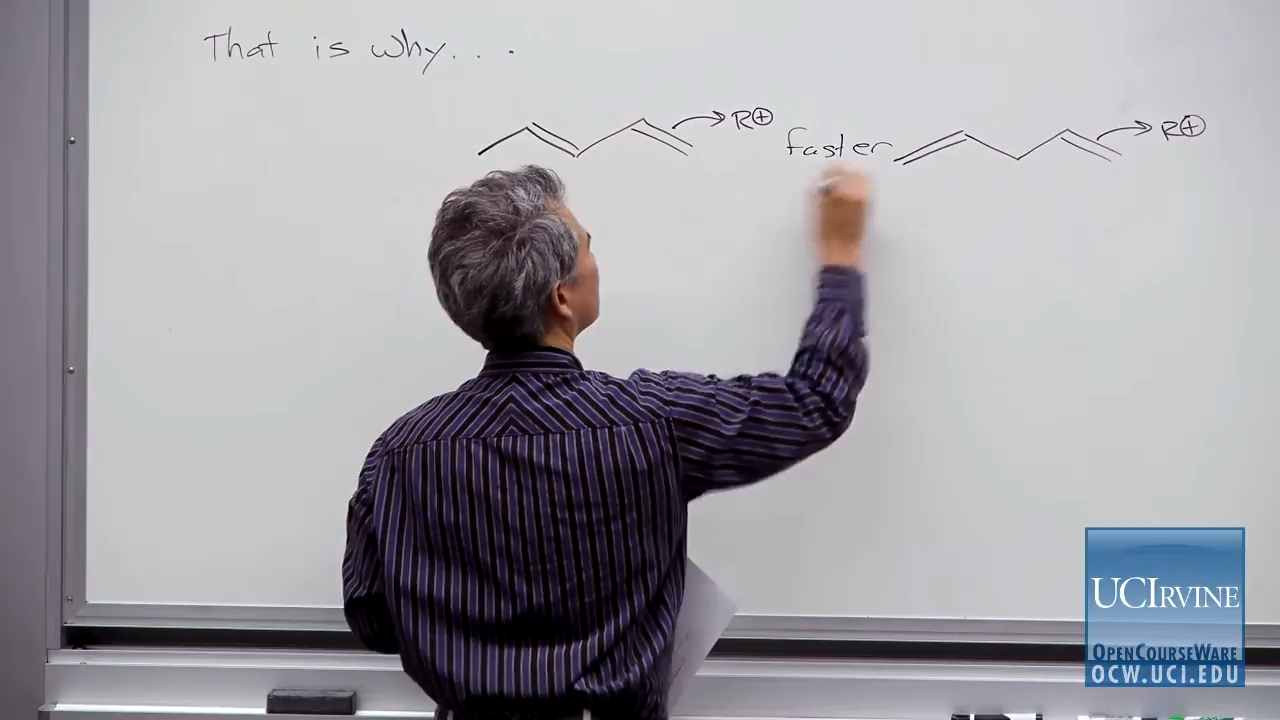 That is why...
R⊕ faster R⊕
UCIRVINE
OPENCOURSEWARE
OCW.UCI.EDU